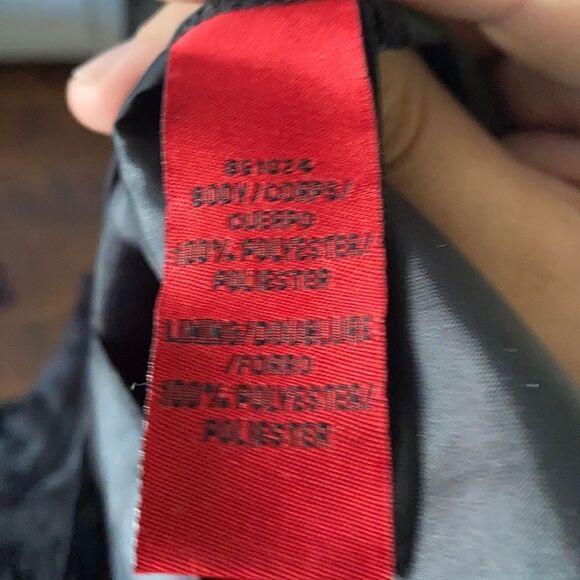 BODY/CORPS/
CUERPO
100% POLYESTER/
POLIESTER
LINING/DOUBLURE
/FORRO
100% POLYESTER/
POLIESTER